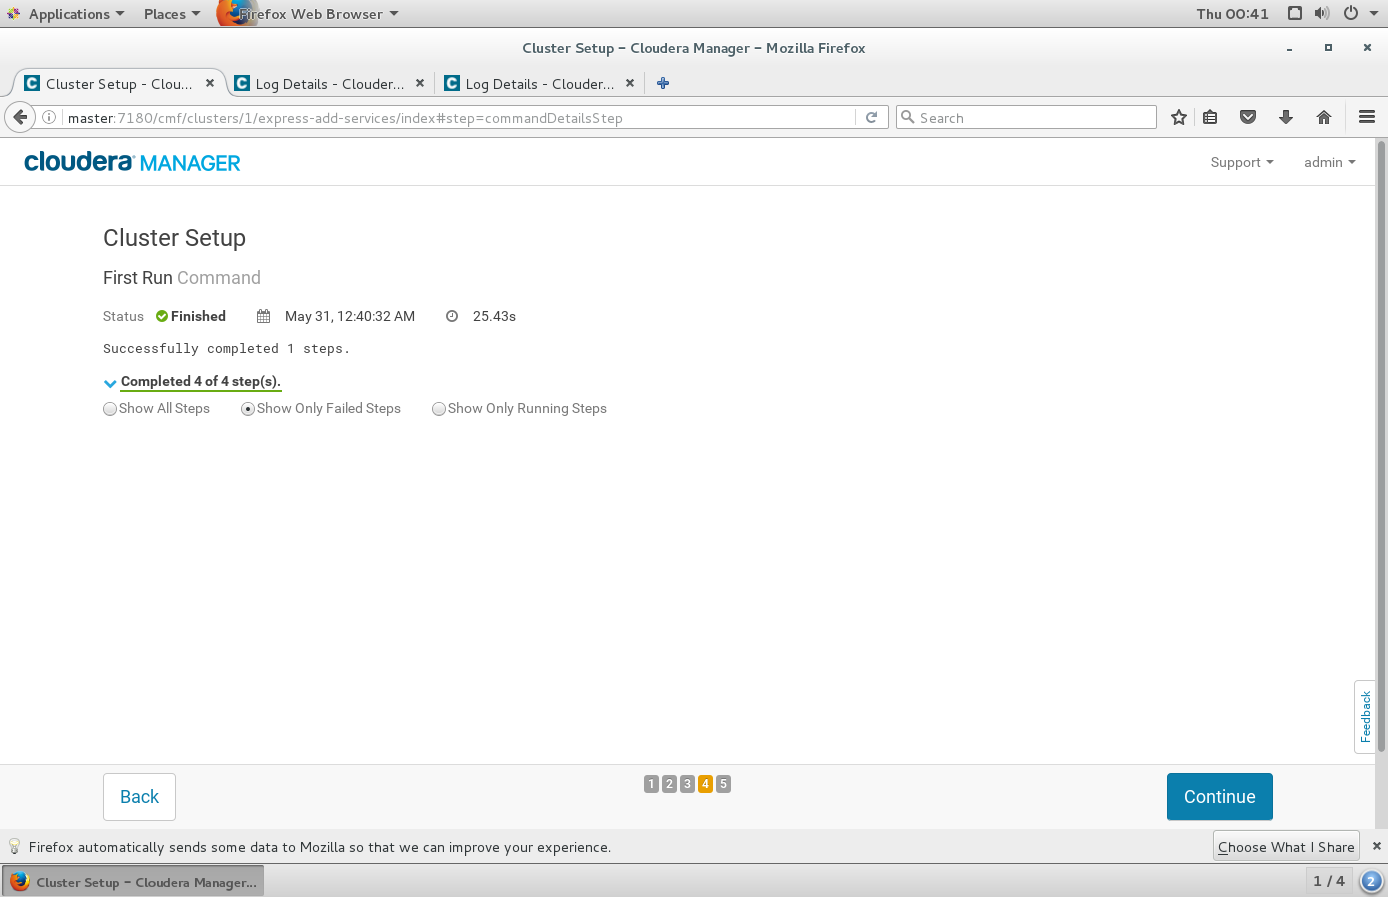 Applications Places Firefox Web Browser Thu 00:41
Cluster Setup – Cloudera Manager – Mozilla Firefox
Cluster Setup - Clou... Log Details - Clouder... Log Details - Clouder...
master:7180/cmf/clusters/1/express-add-services/index#step=commandDetailsStep Search
cloudera MANAGER Support admin
Cluster Setup
First Run Command
Status Finished May 31, 12:40:32 AM 25.43s
Successfully completed 1 steps.
Completed 4 of 4 step(s).
Show All Steps Show Only Failed Steps Show Only Running Steps
Feedback
Back 1 2 3 4 5 Continue
Firefox automatically sends some data to Mozilla so that we can improve your experience. Choose What I Share
Cluster Setup – Cloudera Manager... 1 / 4 2